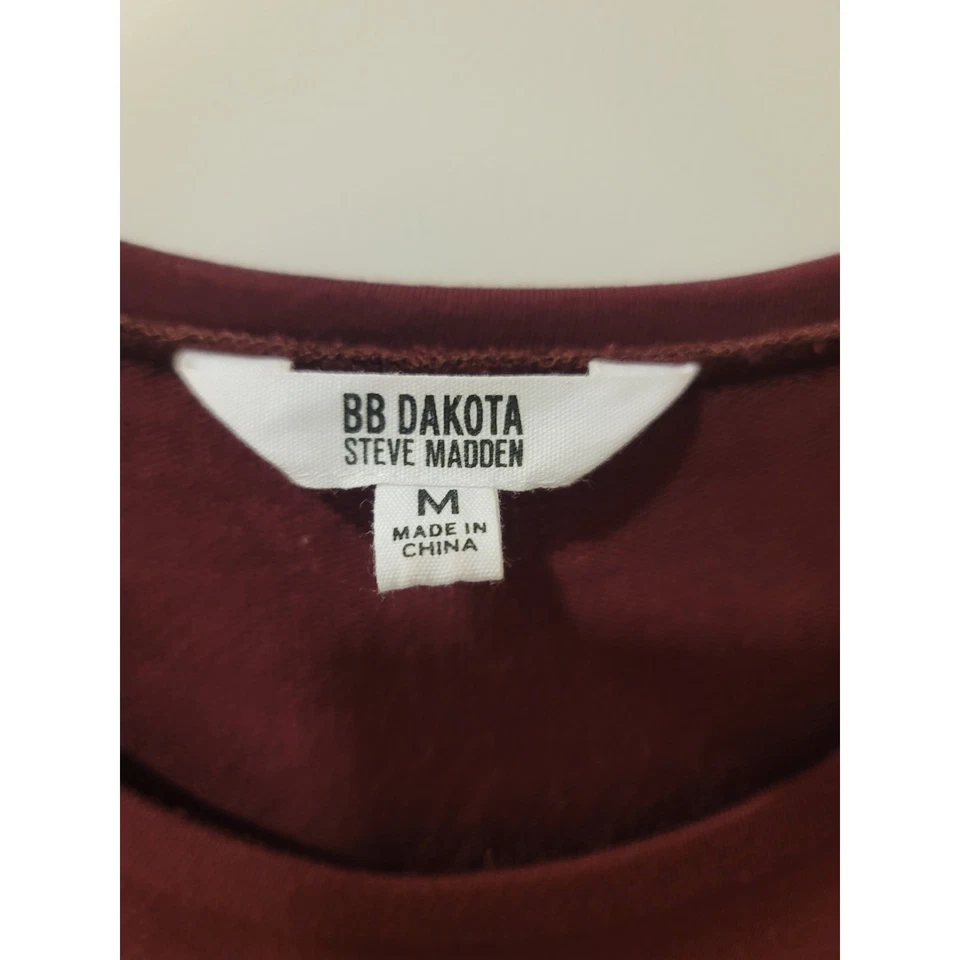 BB DAKOTA
STEVE MADDEN
M
MADE IN
CHINA